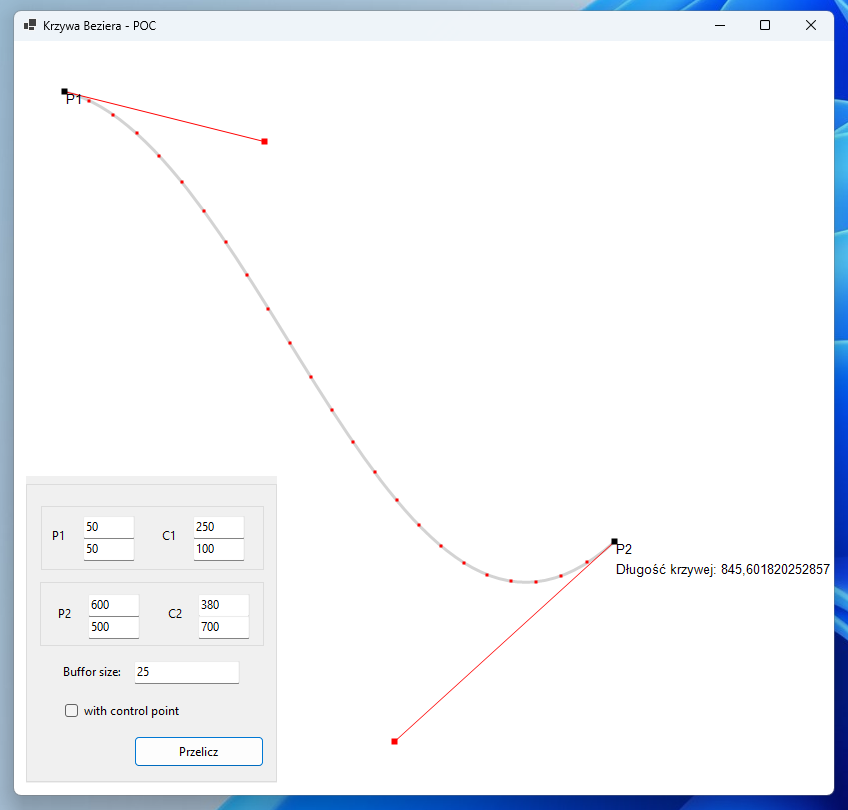 Krzywa Beziera - POC
P1
P2
Długość krzywej: 845,601820252857
P1
50
50
C1
250
100
P2
600
500
C2
380
700
Buffor size:
25
with control point
Przelicz